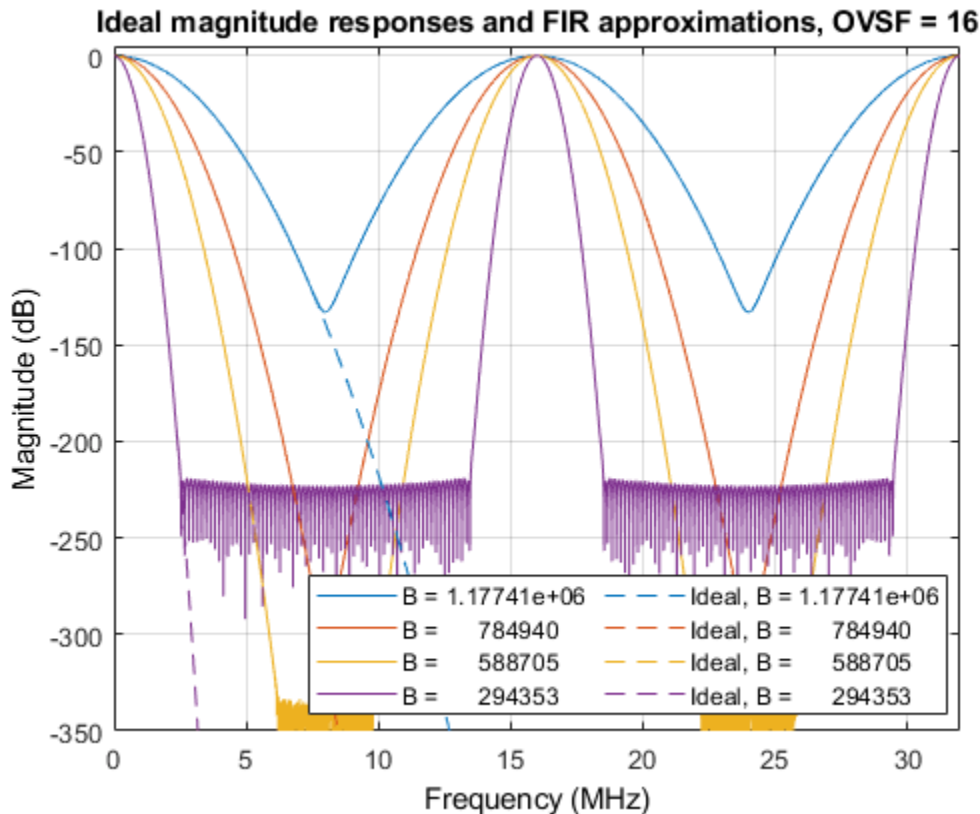 Ideal magnitude responses and FIR approximations, OVSF = 16
0
-50
-100
-150
-200
-250
-300
-350
Magnitude (dB)
B = 1.17741e+06
Ideal, B = 1.17741e+06
B = 784940
Ideal, B = 784940
B = 588705
Ideal, B = 588705
B = 294353
Ideal, B = 294353
0 5 10 15 20 25 30
Frequency (MHz)